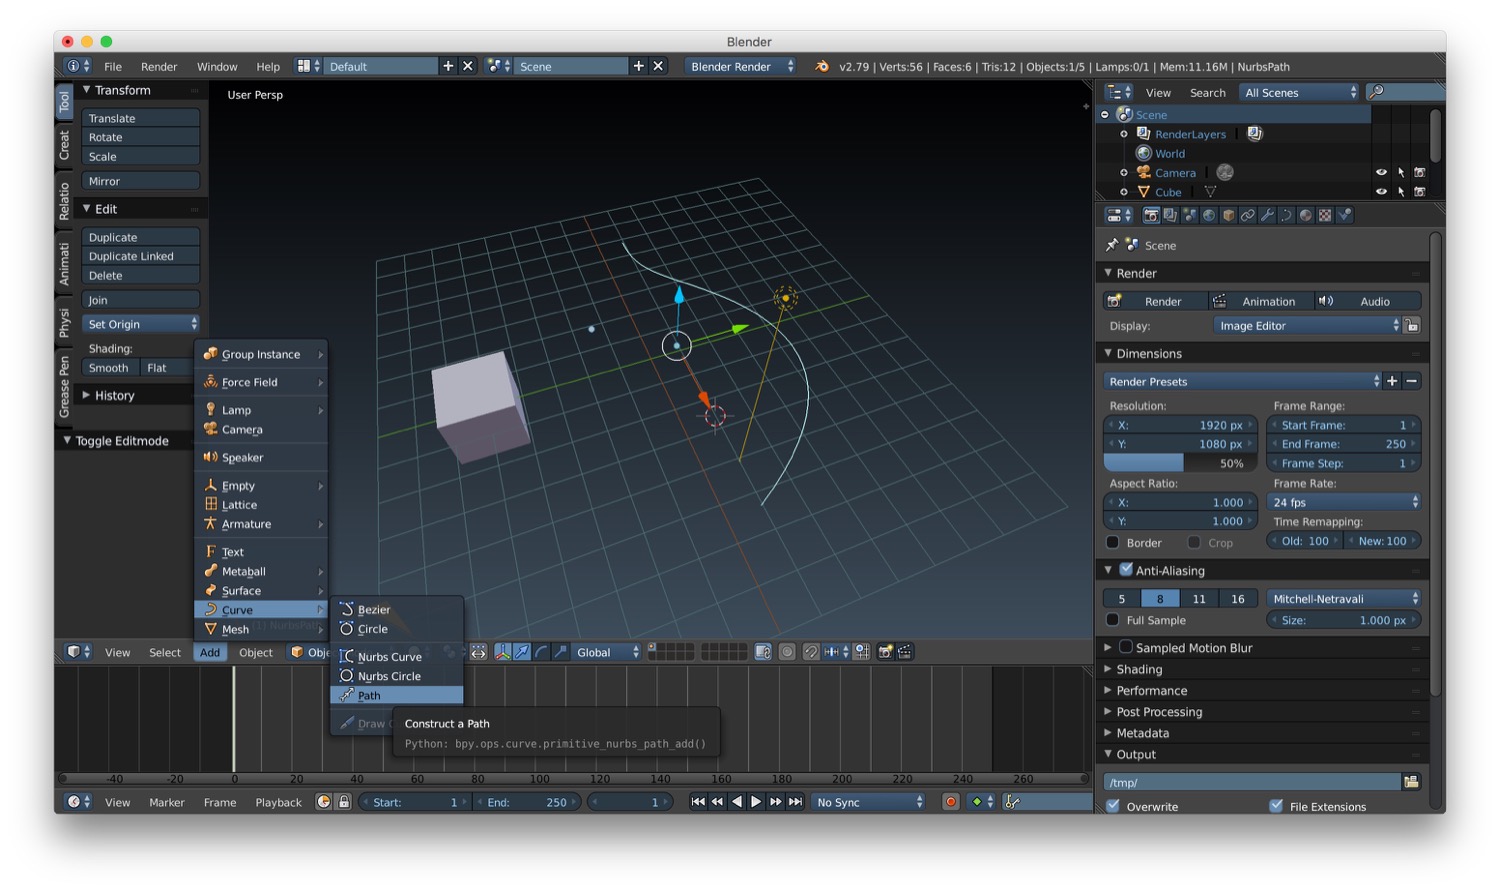 Blender
File Render Window Help Default Scene Blender Render v2.79 | Verts:56 | Faces:6 | Tris:12 | Objects:1/5 | Lamps:0/1 | Mem:11.16M | NurbsPath
Tool
Creat
Relatio
Animati
Physi
Grease Pen
Transform
Translate
Rotate
Scale
Mirror
Edit
Duplicate
Duplicate Linked
Delete
Join
Set Origin
Shading:
Smooth Flat
History
Toggle Editmode
User Persp
Group Instance
Force Field
Lamp
Camera
Speaker
Empty
Lattice
Armature
Text
Metaball
Surface
Curve
Mesh
Bezier
Circle
Nurbs Curve
Nurbs Circle
Path
Draw
Construct a Path
Python: bpy.ops.curve.primitive_nurbs_path_add()
View Select Add Object Obje Global
-40 -20 0 20 40 60 80 100 120 140 160 180 200 220 240 260
View Marker Frame Playback Start: 1 End: 250 1 No Sync
View Search All Scenes
Scene
RenderLayers
World
Camera
Cube
Scene
Render
Render Animation Audio
Display: Image Editor
Dimensions
Render Presets
Resolution: Frame Range:
X: 1920 px Start Frame: 1
Y: 1080 px End Frame: 250
50% Frame Step: 1
Aspect Ratio: Frame Rate:
X: 1.000 24 fps
Y: 1.000 Time Remapping:
Border Crop Old: 100 New: 100
Anti-Aliasing
5 8 11 16 Mitchell-Netravali
Full Sample Size: 1.000 px
Sampled Motion Blur
Shading
Performance
Post Processing
Metadata
Output
/tmp/
Overwrite File Extensions